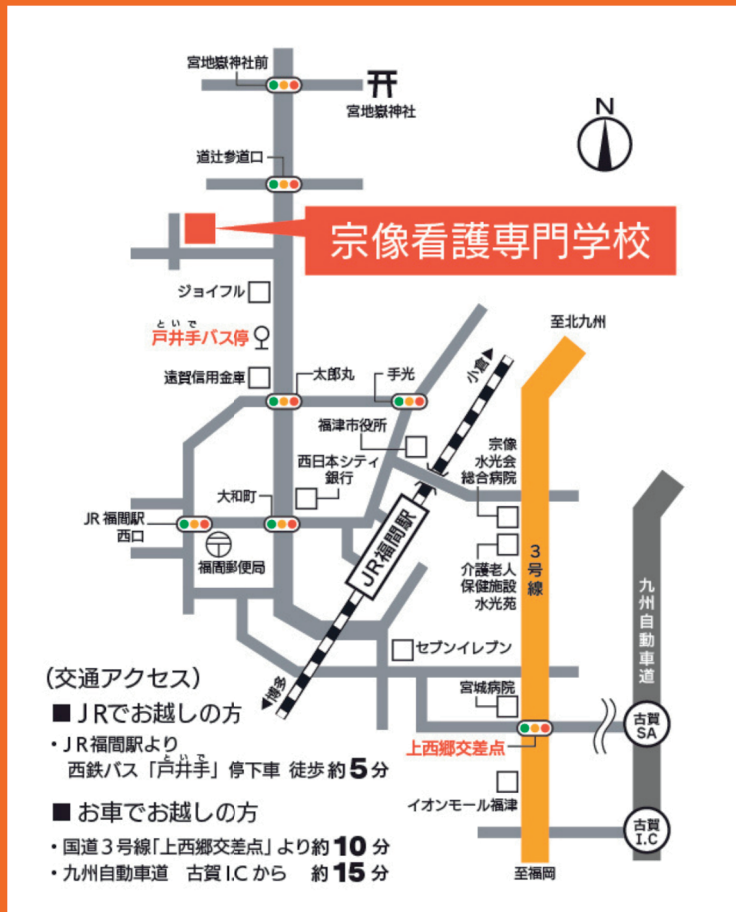 宮地嶽神社前
宮地嶽神社
N
道辻参道口
宗像看護専門学校
ジョイフル
といで
戸井手バス停
至北九州
遠賀信用金庫
太郎丸
手光
小倉
福津市役所
西日本シティ
銀行
宗像
水光会
総合病院
大和町
JR福間駅
西口
福間郵便局
JR福間駅
介護老人
保健施設
水光苑
3号線
九州自動車道
セブンイレブン
博多
宮城病院
上西郷交差点
古賀
SA
イオンモール福津
古賀
I.C
至福岡
(交通アクセス)
■JRでお越しの方
・JR福間駅より
といで
西鉄バス「戸井手」停下車 徒歩約5分
■お車でお越しの方
・国道3号線「上西郷交差点」より約10分
・九州自動車道 古賀I.Cから 約15分